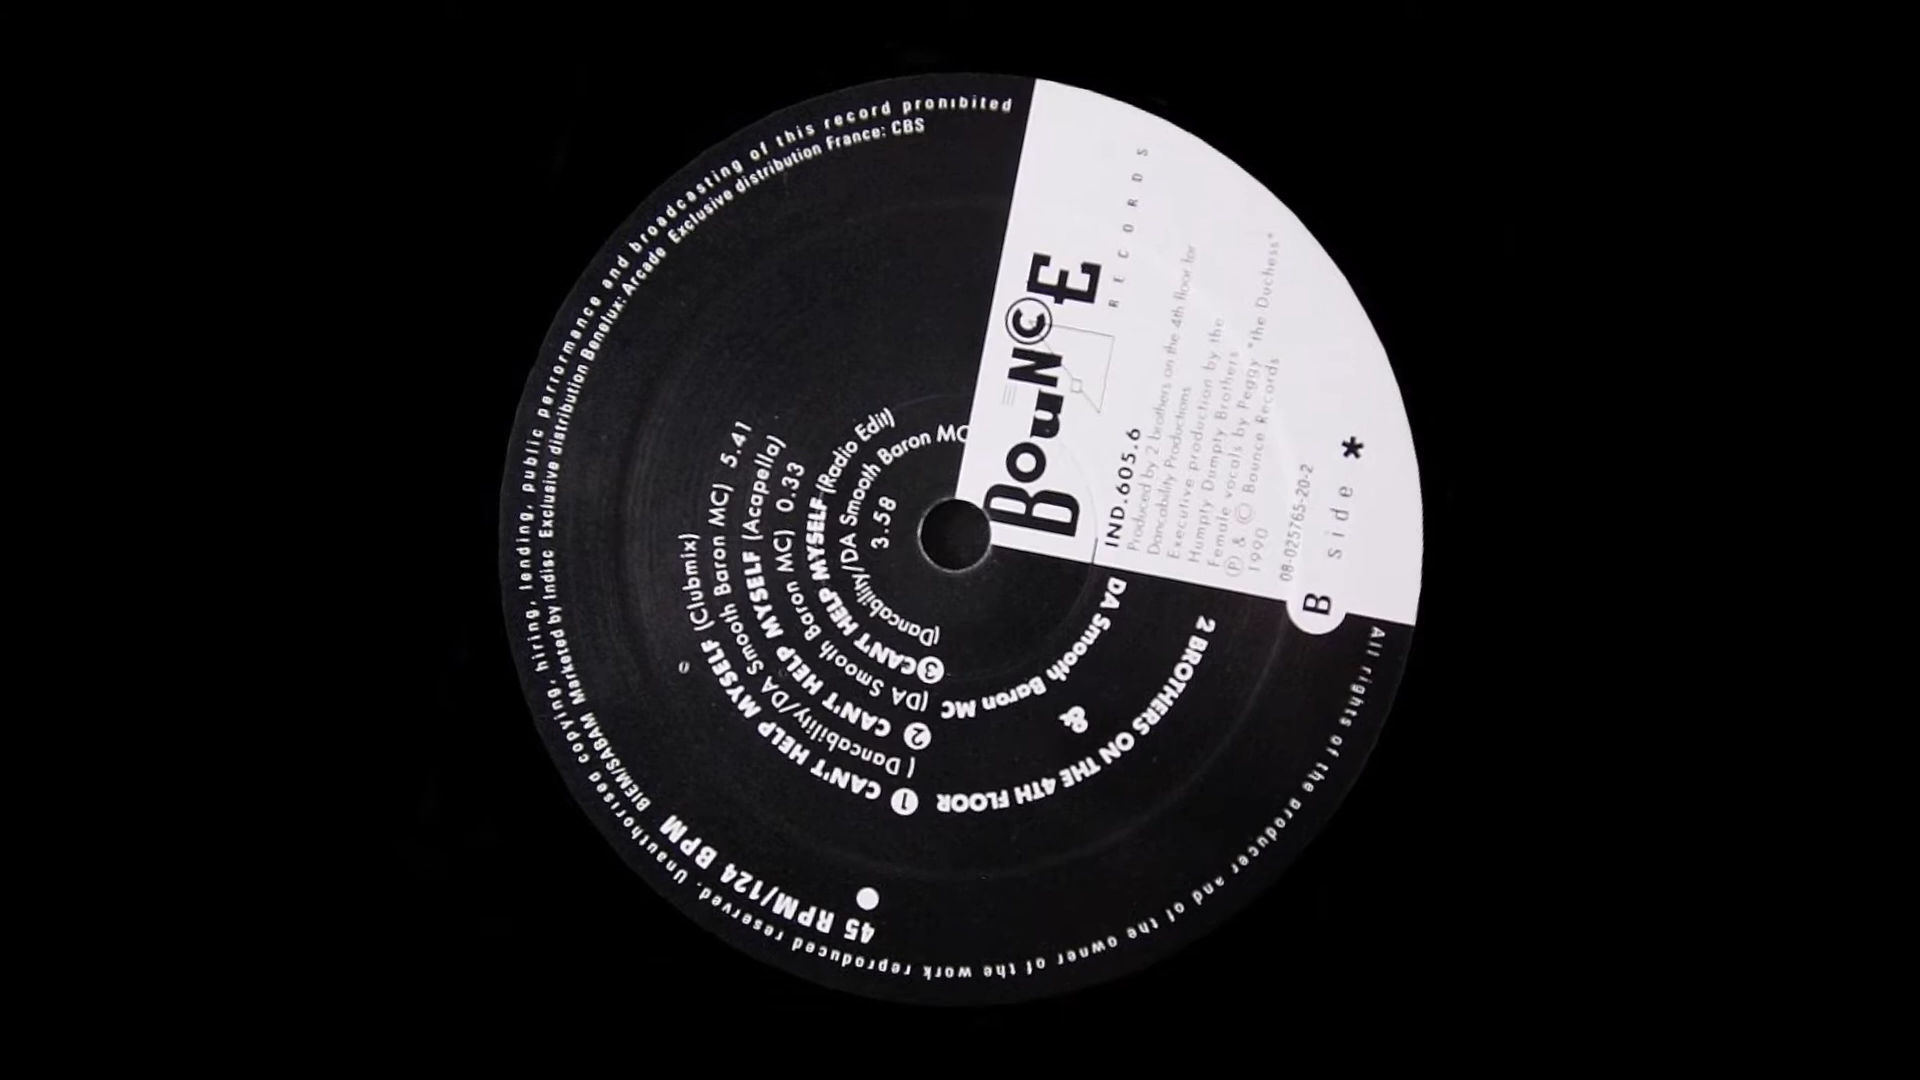 BOUNCE
RECORDS
IND.605.6
Produced by 2 brothers on the 4th floor for
Dancability Productions
Executive production by the
Humpty Dumpty Brothers
Female vocals by Peggy "the Duchess"
Ⓟ & © Bounce Records
1990
08-025765-20-2
B side *
2 BROTHERS ON THE 4TH FLOOR
&
DA Smooth Baron MC
1 CAN'T HELP MYSELF (Clubmix)
( Dancability/DA Smooth Baron MC) 5.41
2 CAN'T HELP MYSELF (Acapella)
(DA Smooth Baron MC) 0.33
3 CAN'T HELP MYSELF (Radio Edit)
(Dancability/DA Smooth Baron MC)
3.58
45 RPM/124 BPM
All rights of the producer and of the owner of the work reproduced reserved. Unauthorised copying, hiring, lending, public performance and broadcasting of this record prohibited
BIEM/SABAM Marketed by Indisc Exclusive distribution Benelux: Arcade Exclusive distribution France: CBS